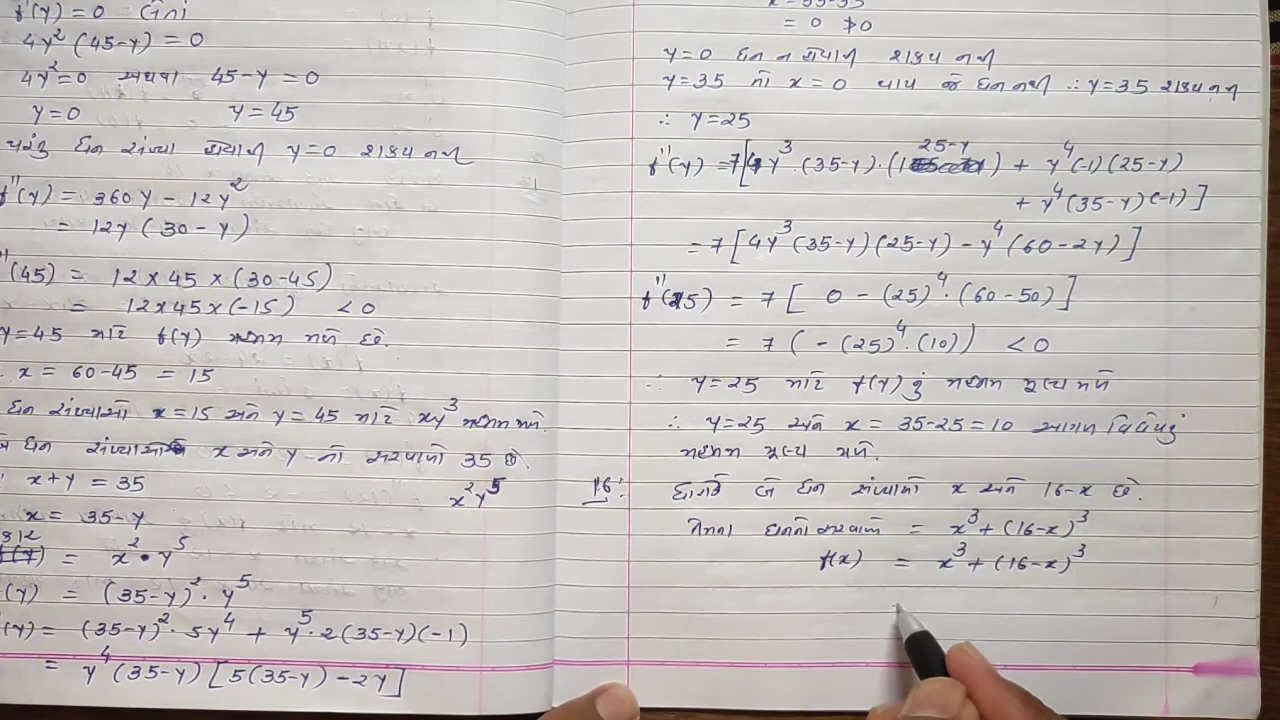 f'(y) = 0 લેતાં
4y² (45-y) = 0
4y² = 0 અથવા 45-y = 0
y = 0 y = 45
પરંતુ ધન સંખ્યા હોવાથી y=0 શક્ય નથી
f''(y) = 360y - 12y²
= 12y (30 - y)
''(45) = 12 × 45 × (30-45)
= 12×45×(-15) < 0
y=45 માટે f(y) મહત્તમ મળે છે.
x = 60-45 = 15
ધન સંખ્યાઓ x=15 અને y=45 માટે xy³ મહત્તમ બને.
બે ધન સંખ્યાઓ x અને y નો સરવાળો 35 છે.
x+y = 35 x²y⁵
x = 35-y
= x² · y⁵
(y) = (35-y)² · y⁵
'(y) = (35-y)² · 5y⁴ + y⁵ · 2(35-y)(-1)
= y⁴ (35-y) [5(35-y) - 2y]
= 0 ≯0
y=0 ધન ન હોવાથી શક્ય નથી
y=35 તો x=0 થાય જે ધન નથી ∴ y=35 શક્ય નથી
∴ y=25
f''(y) = 7[4y³ · (35-y) · (25-y) + y⁴(-1)(25-y)
+ y⁴(35-y)(-1)]
= 7[4y³(35-y)(25-y) - y⁴(60-2y)]
f''(25) = 7[ 0 - (25)⁴ · (60-50)]
= 7 (-(25)⁴ · (10)) < 0
∴ y=25 માટે f(y) નું મહત્તમ મૂલ્ય મળે
∴ y=25 અને x = 35-25 = 10 આગળ વિધેયનું
મહત્તમ મૂલ્ય મળે.
16: ધારો કે બે ધન સંખ્યાઓ x અને 16-x છે.
તેના ઘનનો સરવાળો = x³ + (16-x)³
f(x) = x³ + (16-x)³